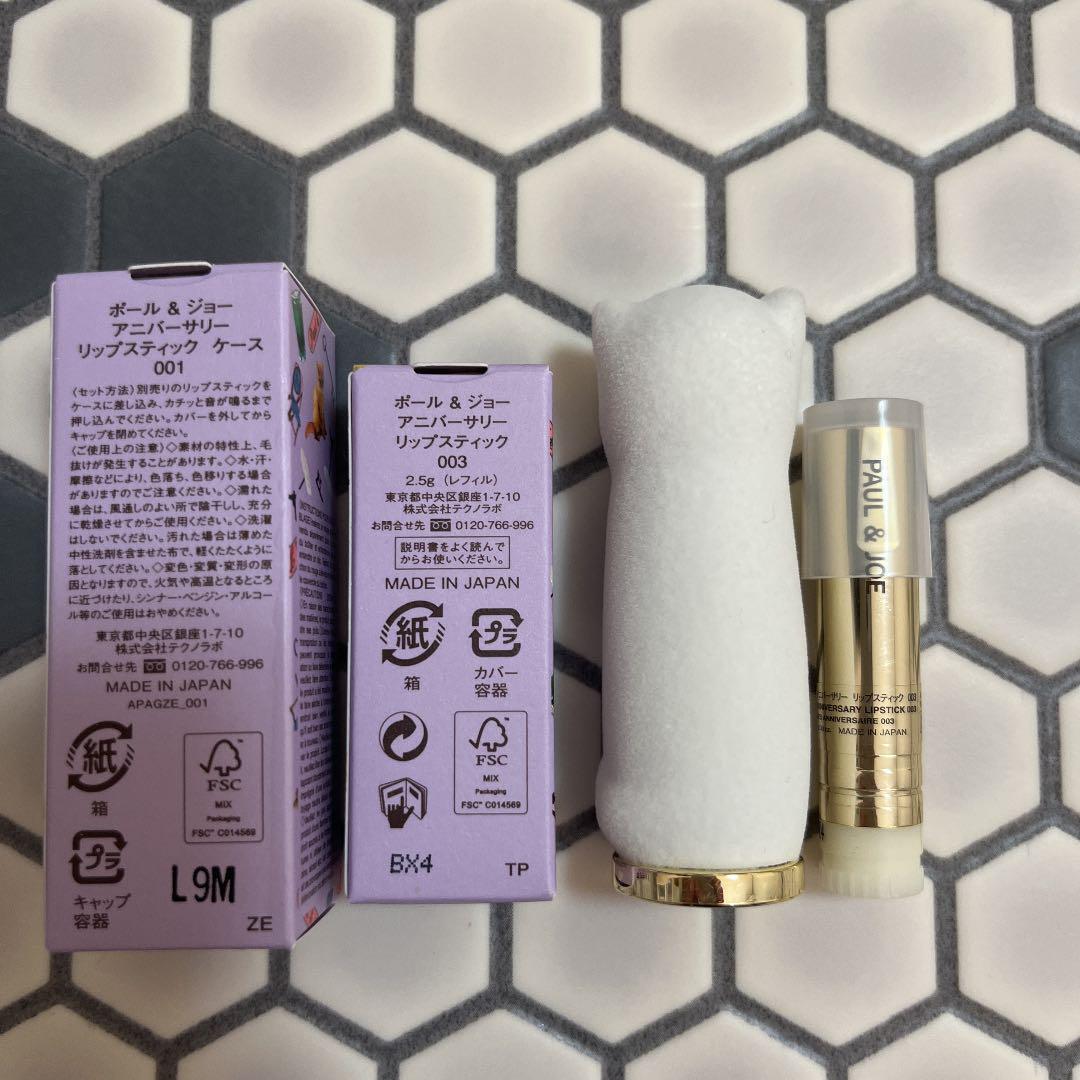 ポール & ジョー
アニバーサリー
リップスティック ケース
001
〈セット方法〉別売りのリップスティックを
ケースに差し込み、カチッと音が鳴るまで
押し込んでください。カバーを外してから
キャップを閉めてください。
〈ご使用上の注意〉◇素材の特性上、毛
抜けが発生することがあります。◇水・汗・
摩擦などにより、色落ち、色移りする場合
がありますのでご注意ください。◇濡れた
場合は、風通しのよい所で陰干しし、充分
に乾燥させてからご使用ください。◇洗濯
はしないでください。汚れた場合は薄めた
中性洗剤を含ませた布で、軽くたたくように
落としてください。◇変色・変質・変形の原
因となりますので、火気や高温となるところ
に近づけたり、シンナー・ベンジン・アルコー
ル等のご使用はおやめください。
東京都中央区銀座1-7-10
株式会社テクノラボ
お問合せ先 0120-766-996
MADE IN JAPAN
APAGZE_001
紙
箱
プラ
キャップ
容器
FSC
MIX
Packaging
FSC™ C014569
L9M
ZE
ポール & ジョー
アニバーサリー
リップスティック
003
2.5g（レフィル）
東京都中央区銀座1-7-10
株式会社テクノラボ
お問合せ先 0120-766-996
説明書をよく読んで
からお使いください。
MADE IN JAPAN
紙
箱
プラ
カバー
容器
FSC
MIX
Packaging
FSC™ C014569
BX4
TP
PAUL & JOE
ニバーサリー リップスティック 003
LIPSTICK 003
ANNIVERSAIRE 003
MADE IN JAPAN